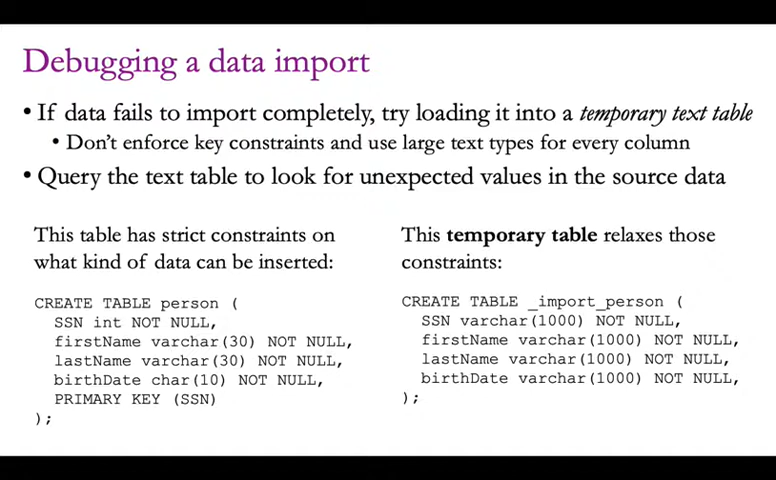 Debugging a data import
• If data fails to import completely, try loading it into a temporary text table
• Don't enforce key constraints and use large text types for every column
• Query the text table to look for unexpected values in the source data
This table has strict constraints on
what kind of data can be inserted:
CREATE TABLE person (
SSN int NOT NULL,
firstName varchar(30) NOT NULL,
lastName varchar(30) NOT NULL,
birthDate char(10) NOT NULL,
PRIMARY KEY (SSN)
);
This temporary table relaxes those
constraints:
CREATE TABLE _import_person (
SSN varchar(1000) NOT NULL,
firstName varchar(1000) NOT NULL,
lastName varchar(1000) NOT NULL,
birthDate varchar(1000) NOT NULL,
);